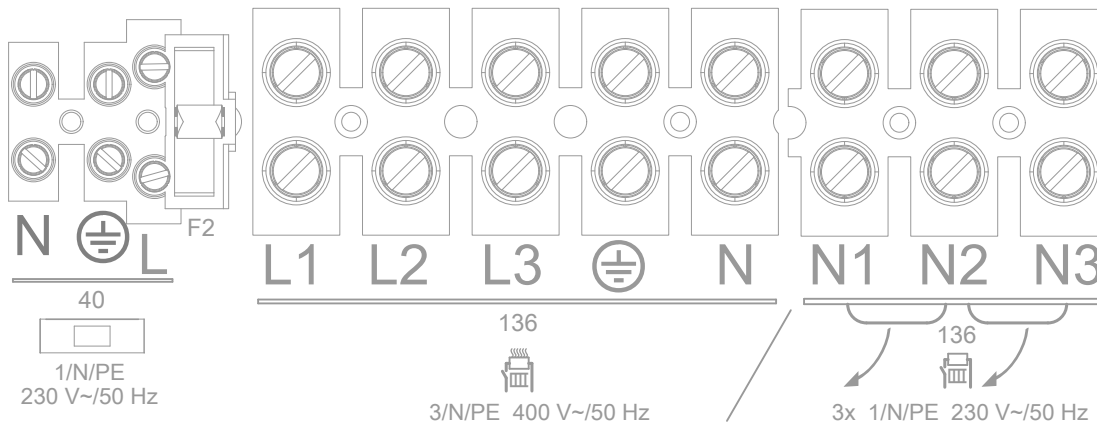 N L
F2
40
1/N/PE
230 V~/50 Hz
L1 L2 L3 N
136
3/N/PE 400 V~/50 Hz
N1 N2 N3
136
3x 1/N/PE 230 V~/50 Hz